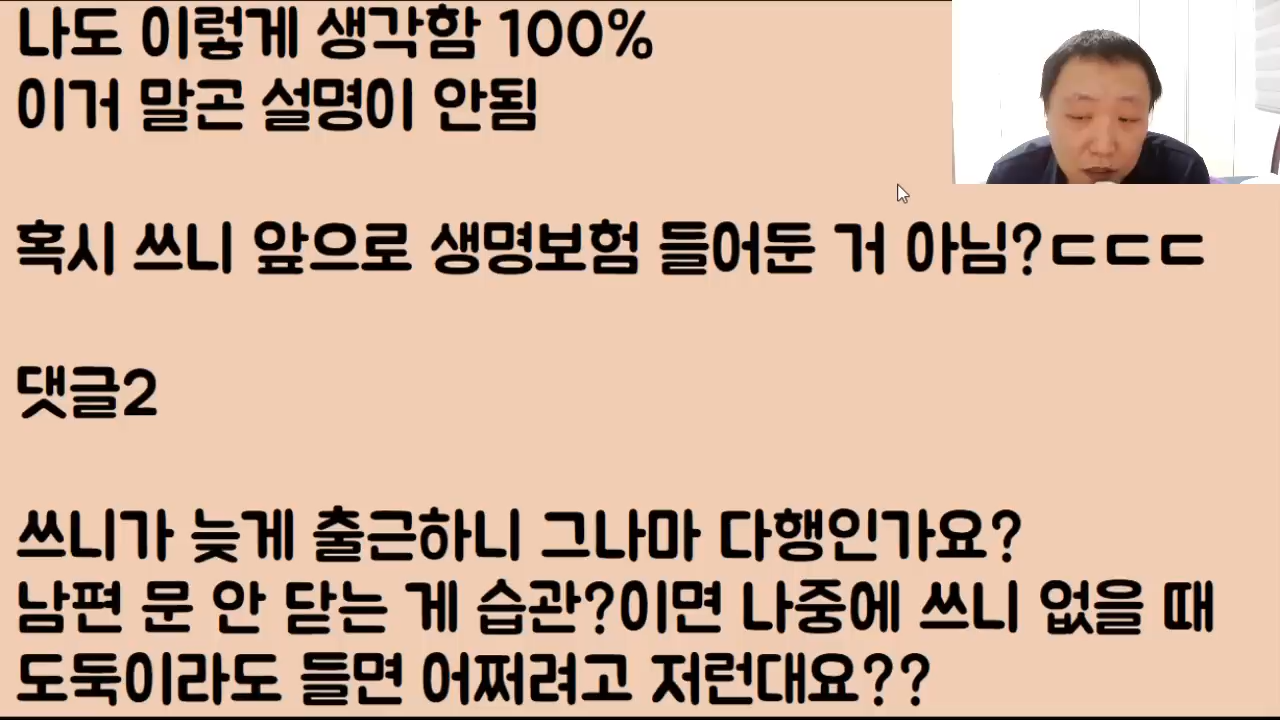 나도 이렇게 생각함 100%
이거 말곤 설명이 안됨
혹시 쓰니 앞으로 생명보험 들어둔 거 아님?ㄷㄷㄷ
댓글2
쓰니가 늦게 출근하니 그나마 다행인가요?
남편 문 안 닫는 게 습관?이면 나중에 쓰니 없을 때
도둑이라도 들면 어쩌려고 저런대요??